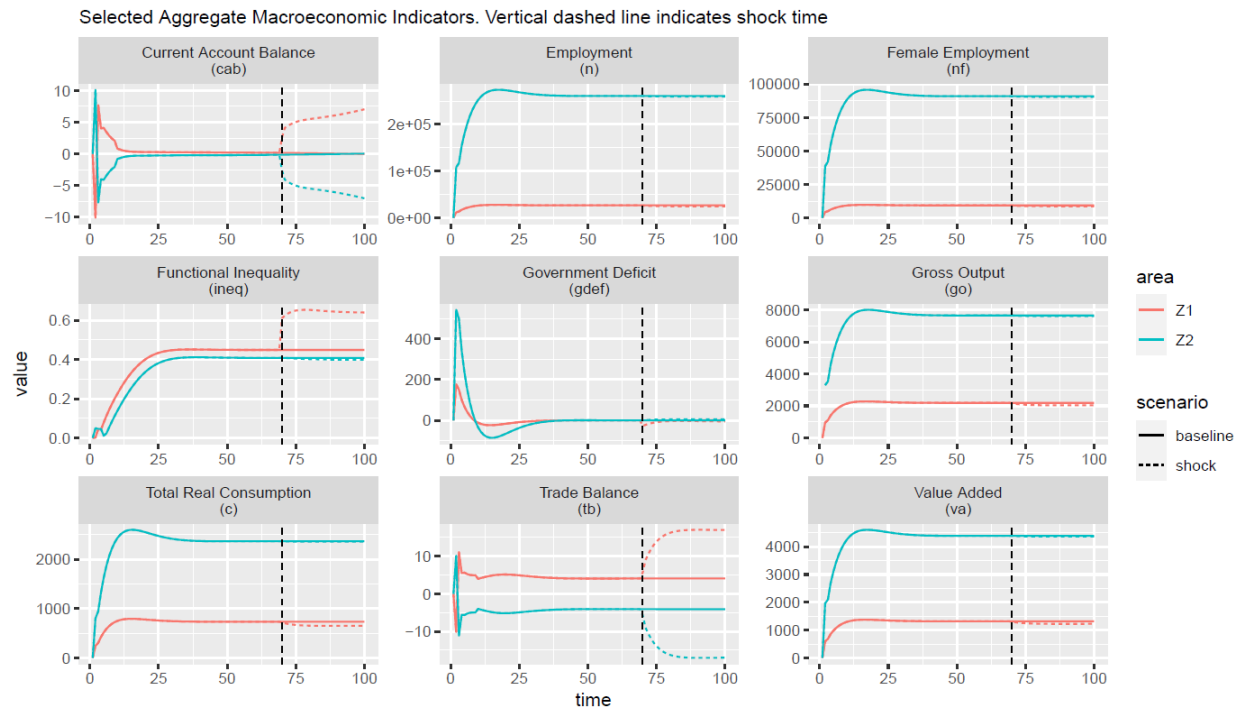 Selected Aggregate Macroeconomic Indicators. Vertical dashed line indicates shock time
Current Account Balance
(cab)
Employment
(n)
Female Employment
(nf)
10
5
0
−5
−10
0 25 50 75 100
2e+05
1e+05
0e+00
0 25 50 75 100
100000
75000
50000
25000
0
0 25 50 75 100
Functional Inequality
(ineq)
Government Deficit
(gdef)
Gross Output
(go)
0.6
0.4
0.2
0.0
0 25 50 75 100
400
200
0
0 25 50 75 100
8000
6000
4000
2000
0
0 25 50 75 100
Total Real Consumption
(c)
Trade Balance
(tb)
Value Added
(va)
2000
1000
0
0 25 50 75 100
10
0
−10
0 25 50 75 100
4000
3000
2000
1000
0
0 25 50 75 100
value
time
area
Z1
Z2
scenario
baseline
shock